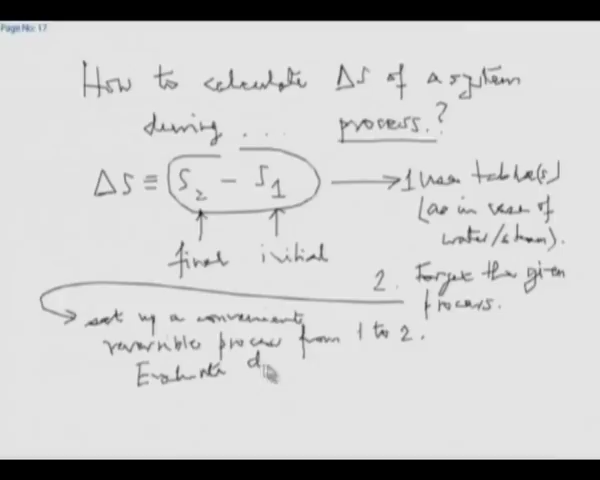 Page No: 17
How to calculate ΔS of a system
during . . . process.?
ΔS ≡ S₂ − S₁
final initial
1 Use table(s)
(as in case of
water/steam).
2. Forget the given
process.
set up a convenient
reversible process from 1 to 2.
Evaluate d